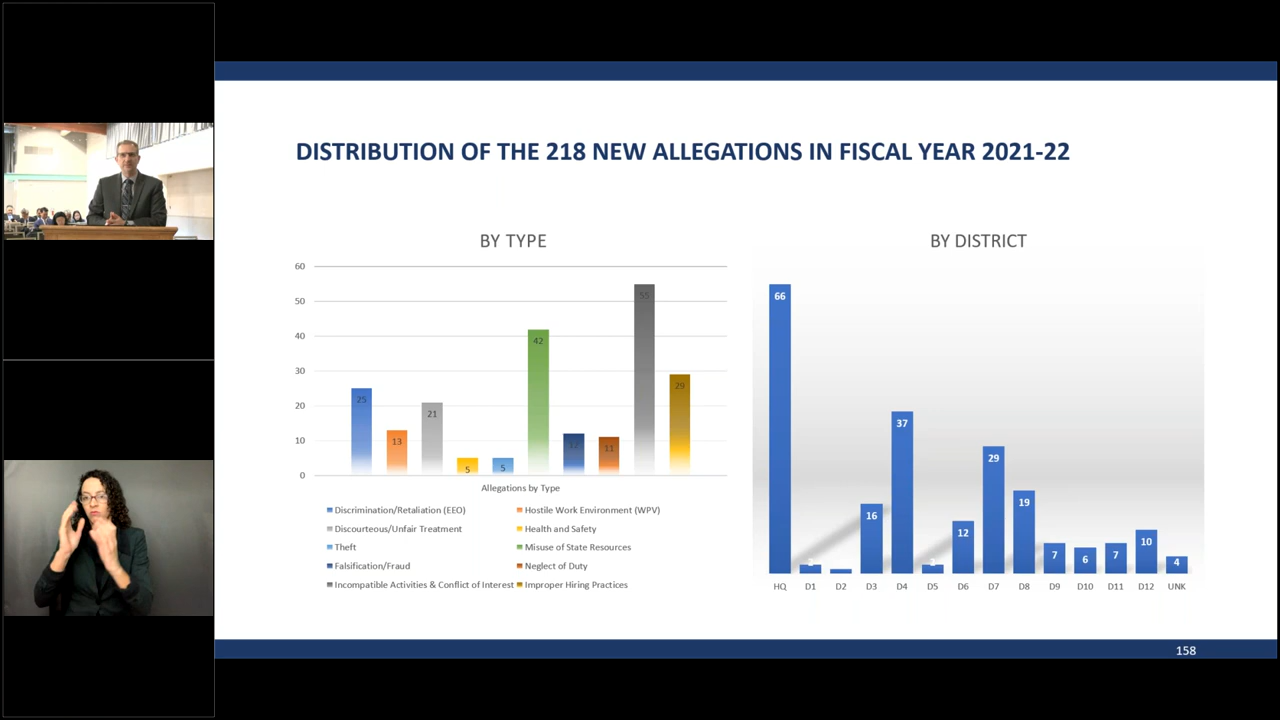 DISTRIBUTION OF THE 218 NEW ALLEGATIONS IN FISCAL YEAR 2021-22
BY TYPE
60
50
40
30
20
10
0
25
13
21
5
5
42
12
11
55
29
Allegations by Type
Discrimination/Retaliation (EEO)
Hostile Work Environment (WPV)
Discourteous/Unfair Treatment
Health and Safety
Theft
Misuse of State Resources
Falsification/Fraud
Neglect of Duty
Incompatible Activities & Conflict of Interest
Improper Hiring Practices
BY DISTRICT
66
16
37
12
29
19
7
6
7
10
4
HQ D1 D2 D3 D4 D5 D6 D7 D8 D9 D10 D11 D12 UNK
158